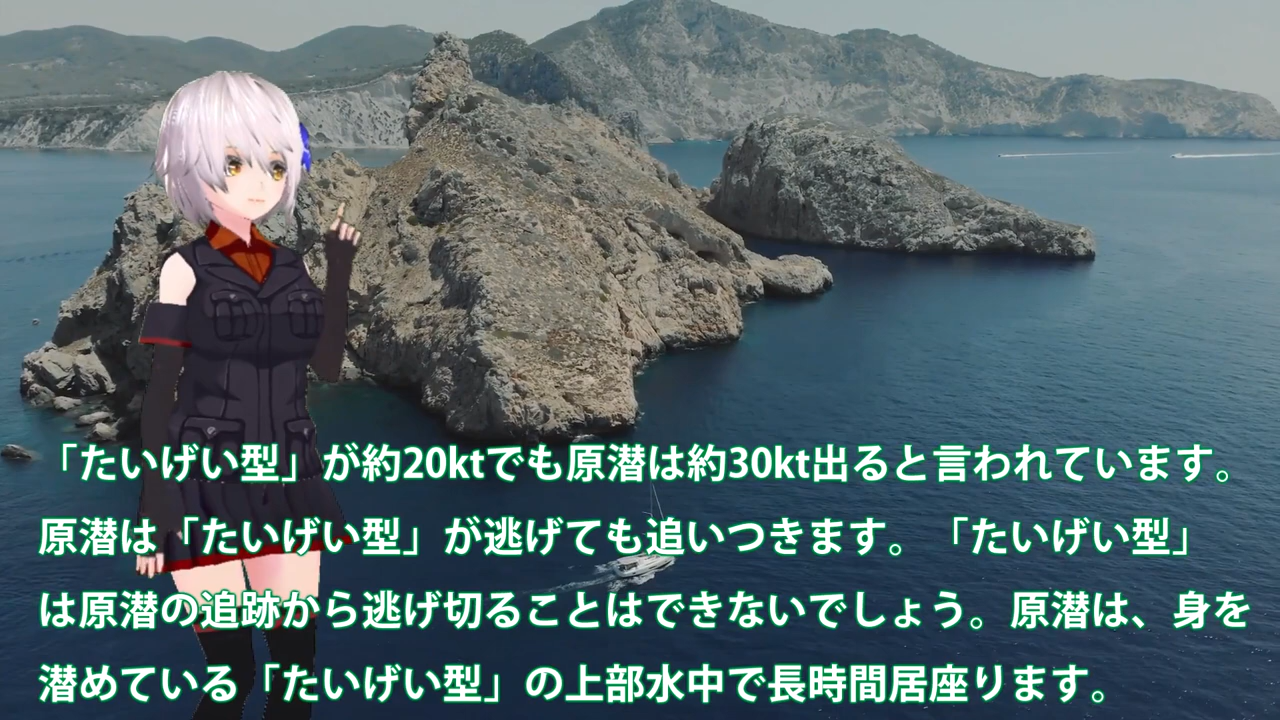 「たいげい型」が約20ktでも原潜は約30kt出ると言われています。
原潜は「たいげい型」が逃げても追いつきます。「たいげい型」
は原潜の追跡から逃げ切ることはできないでしょう。原潜は、身を
潜めている「たいげい型」の上部水中で長時間居座ります。